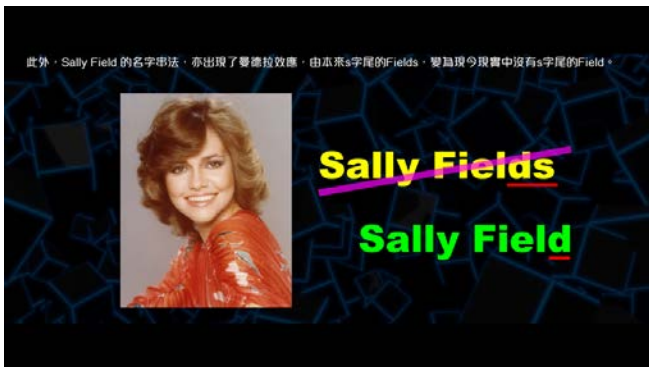 此外，Sally Field 的名字串法，亦出現了曼德拉效應，由本來s字尾的Fields，變為現今現實中沒有s字尾的Field。
Sally Fields
Sally Field